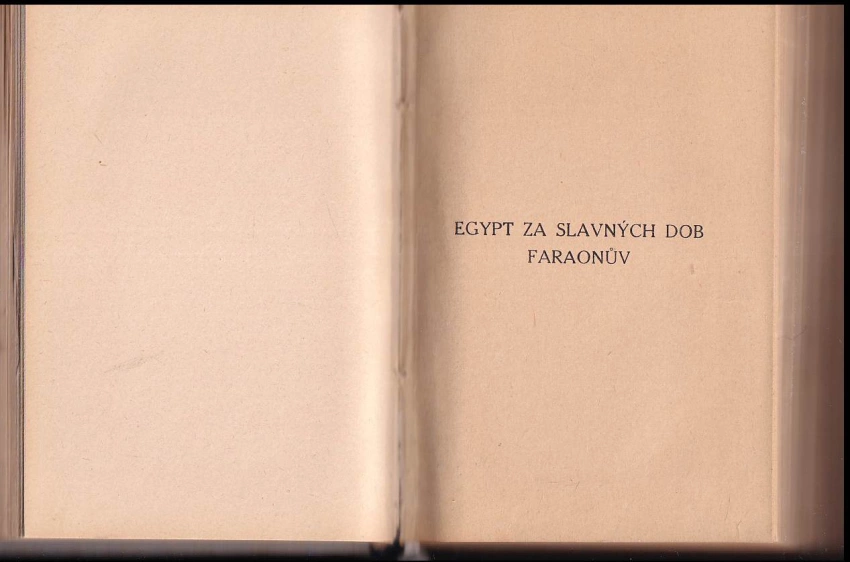 EGYPT ZA SLAVNÝCH DOB
FARAONŮV